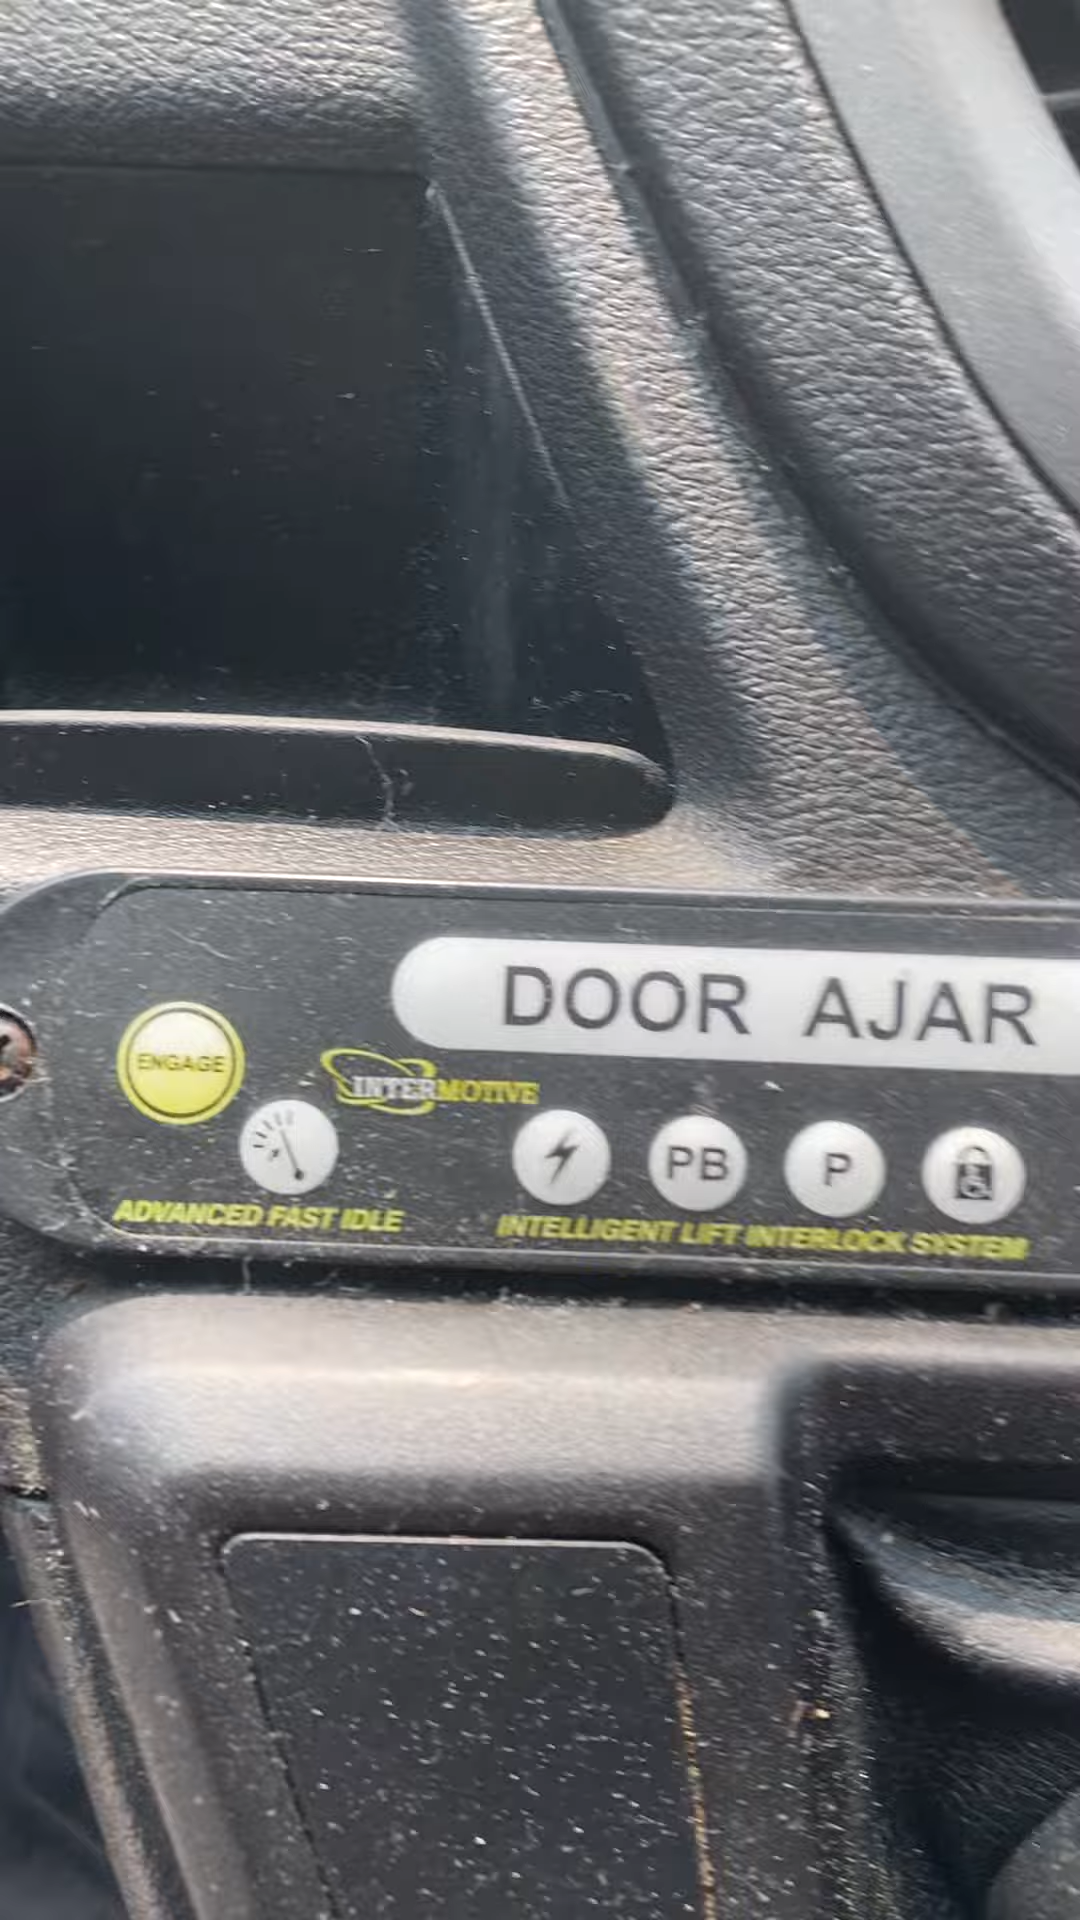 DOOR AJAR
ENGAGE
INTERMOTIVE
PB
P
ADVANCED FAST IDLE
INTELLIGENT LIFT INTERLOCK SYSTEM